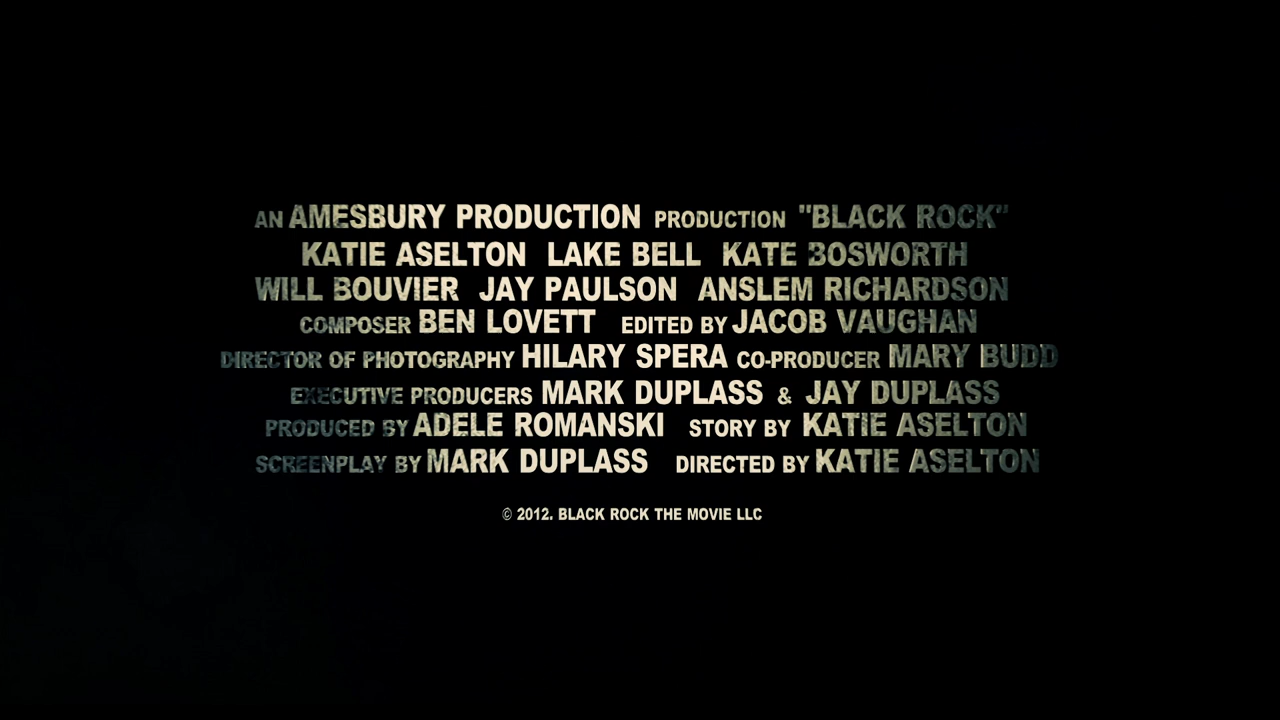 AN AMESBURY PRODUCTION PRODUCTION "BLACK ROCK"
KATIE ASELTON LAKE BELL KATE BOSWORTH
WILL BOUVIER JAY PAULSON ANSLEM RICHARDSON
COMPOSER BEN LOVETT EDITED BY JACOB VAUGHAN
DIRECTOR OF PHOTOGRAPHY HILARY SPERA CO-PRODUCER MARY BUDD
EXECUTIVE PRODUCERS MARK DUPLASS & JAY DUPLASS
PRODUCED BY ADELE ROMANSKI STORY BY KATIE ASELTON
SCREENPLAY BY MARK DUPLASS DIRECTED BY KATIE ASELTON
© 2012. BLACK ROCK THE MOVIE LLC